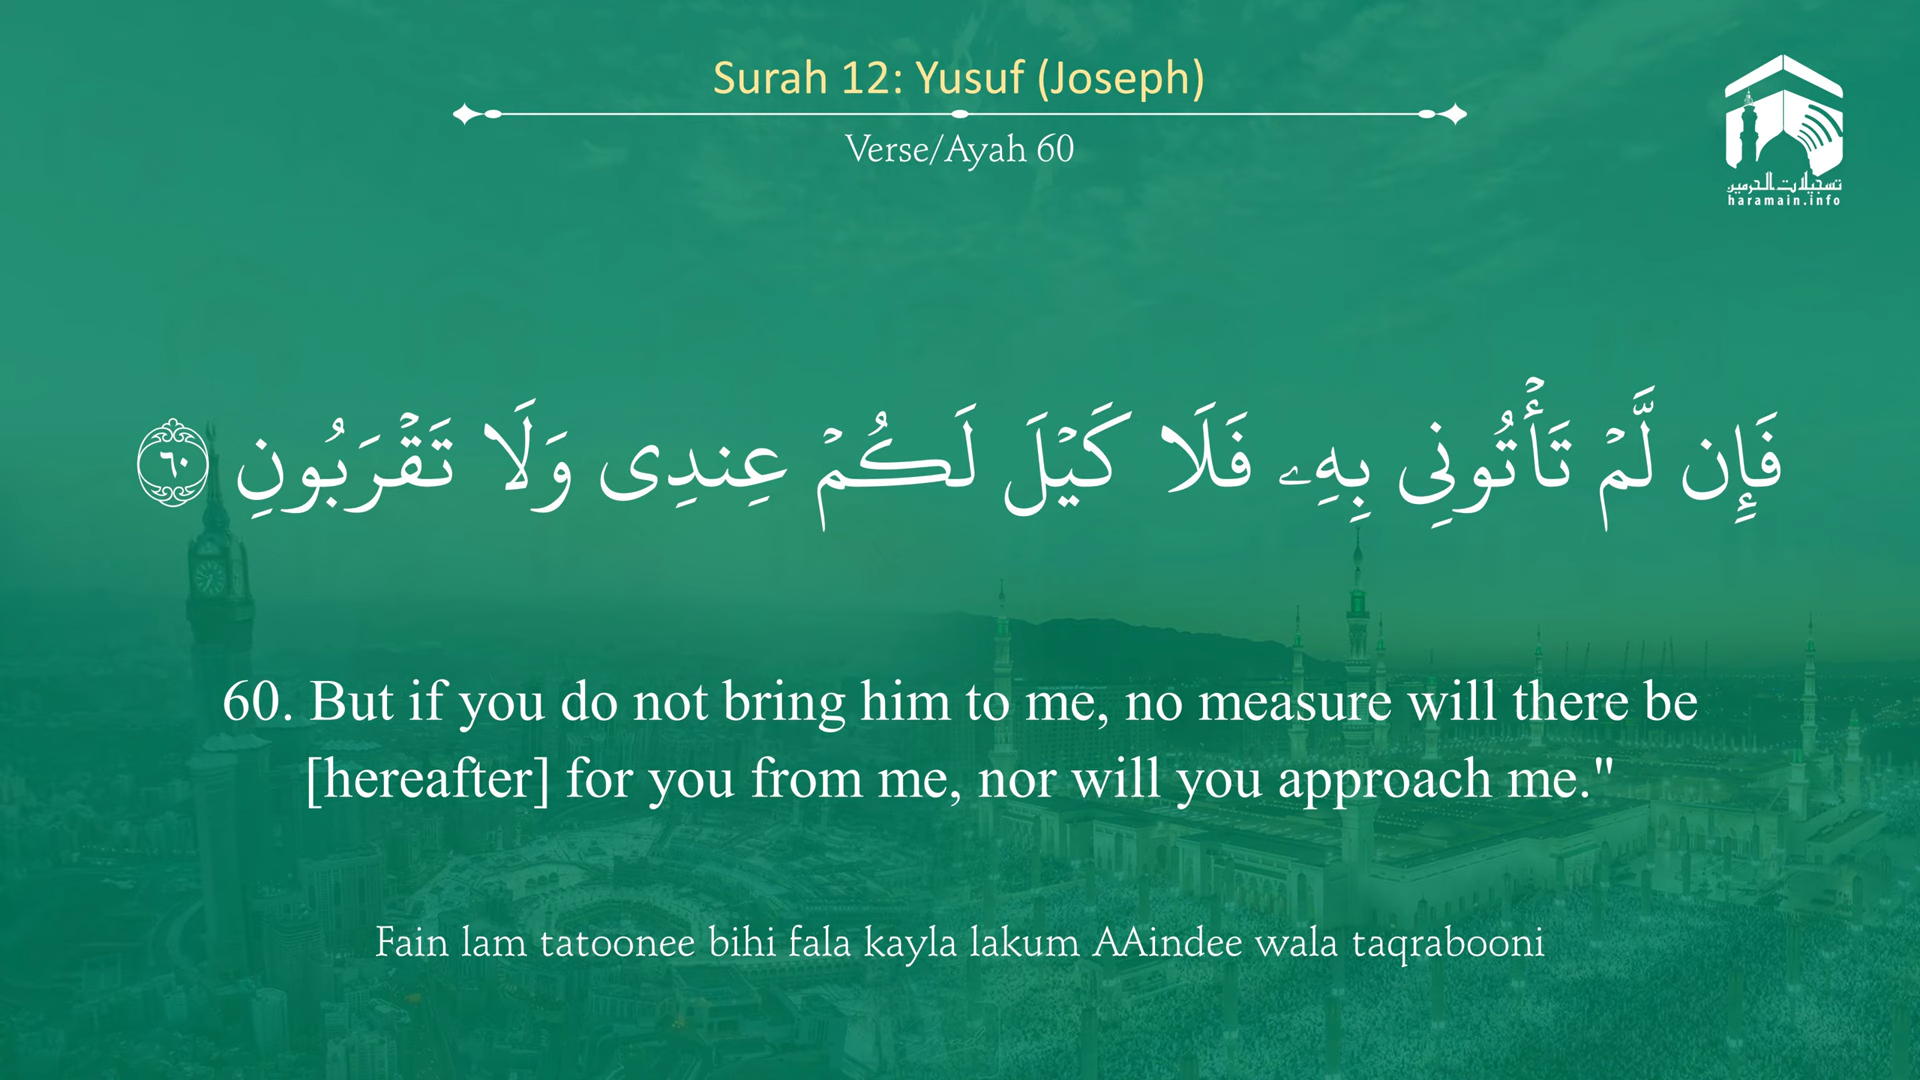 Surah 12: Yusuf (Joseph)
Verse/Ayah 60
تسجيلات الحرمين
haramain.info
فَإِن لَّمْ تَأْتُونِى بِهِۦ فَلَا كَيْلَ لَكُمْ عِندِى وَلَا تَقْرَبُونِ ٦٠
60. But if you do not bring him to me, no measure will there be
[hereafter] for you from me, nor will you approach me."
Fain lam tatoonee bihi fala kayla lakum AAindee wala taqrabooni